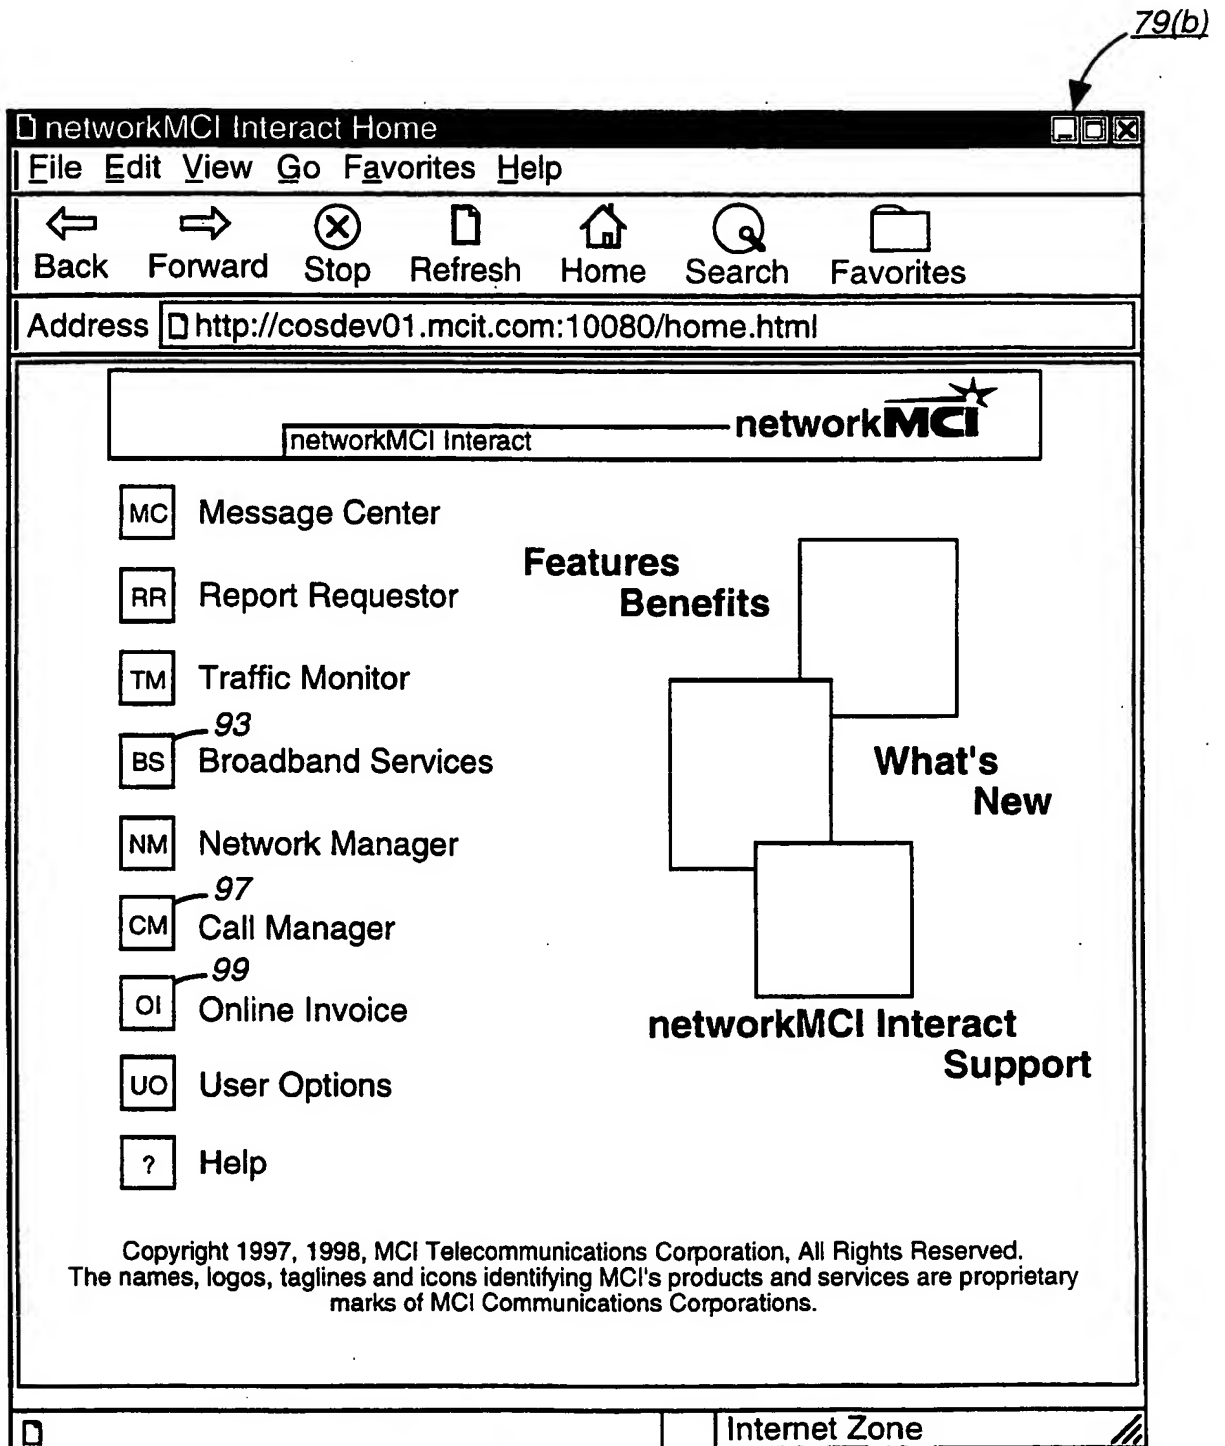 79(b)
networkMCI Interact Home
File Edit View Go Favorites Help
Back Forward Stop Refresh Home Search Favorites
Address http://cosdev01.mcit.com:10080/home.html
networkMCI Interact
networkMCI
MC Message Center
RR Report Requestor
TM Traffic Monitor
93
BS Broadband Services
NM Network Manager
97
CM Call Manager
99
OI Online Invoice
UO User Options
? Help
Features
Benefits
What's
New
networkMCI Interact
Support
Copyright 1997, 1998, MCI Telecommunications Corporation, All Rights Reserved.
The names, logos, taglines and icons identifying MCI's products and services are proprietary
marks of MCI Communications Corporations.
Internet Zone